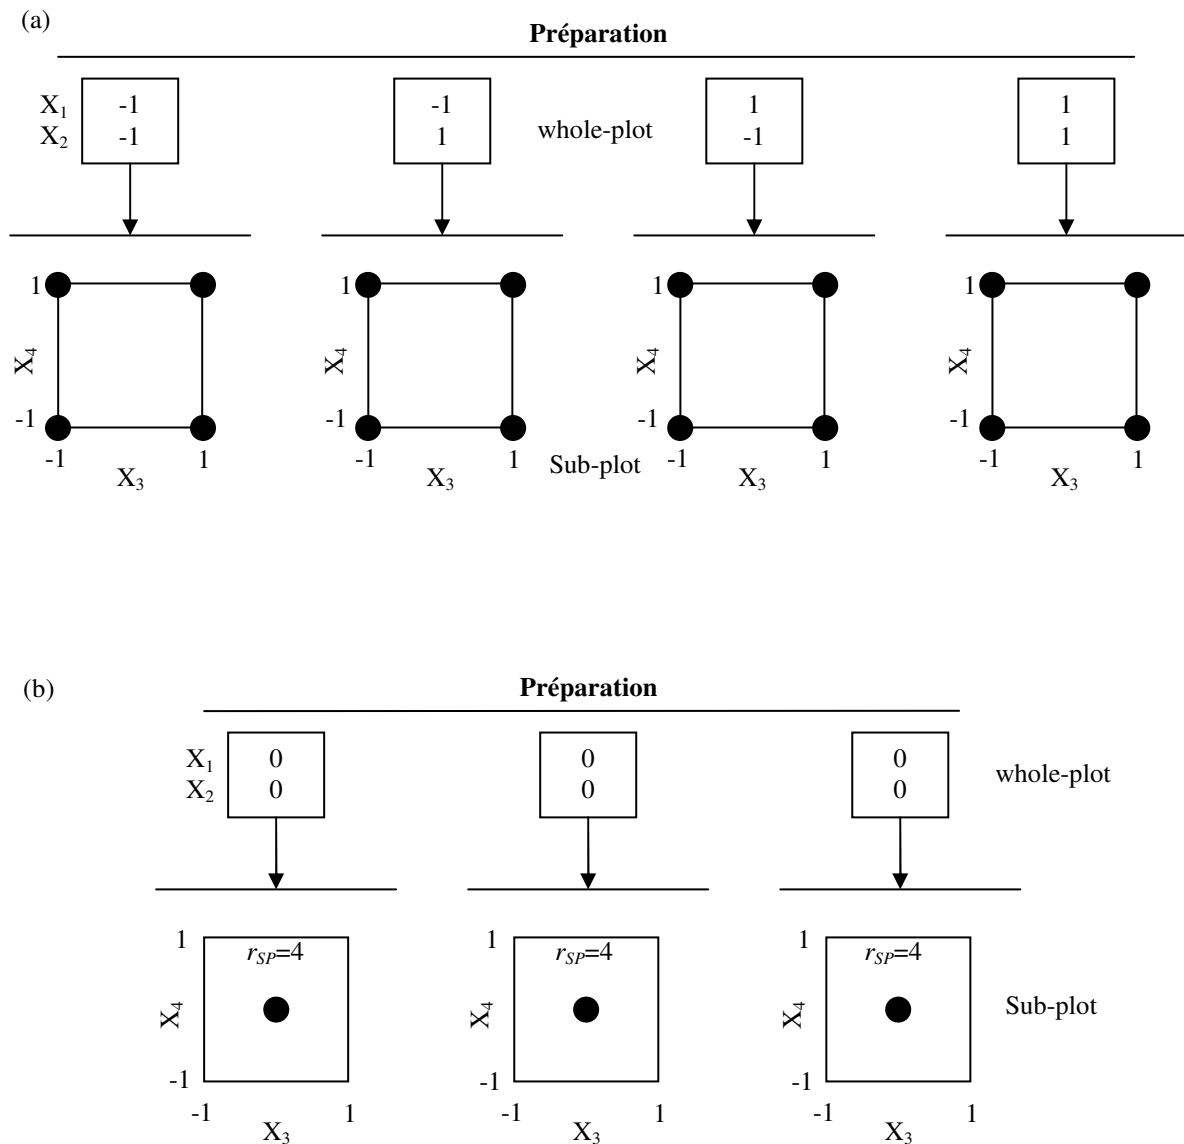 (a)
Préparation
X1 -1 -1 1 1
X2 -1 1 whole-plot -1 1
1 1 1 1
X4 X4 X4 X4
-1 -1 -1 -1
-1 1 -1 1 Sub-plot -1 1 -1 1
X3 X3 X3 X3
(b)
Préparation
X1 0 0 0
X2 0 0 0 whole-plot
1 rSP=4 1 rSP=4 1 rSP=4
X4 X4 X4 Sub-plot
-1 -1 -1
-1 1 -1 1 -1 1
X3 X3 X3